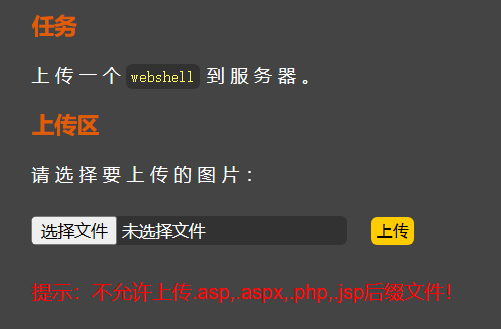 任务
上传一个 webshell 到服务器。
上传区
请选择要上传的图片：
选择文件 未选择文件 上传
提示：不允许上传.asp,.aspx,.php,.jsp后缀文件！